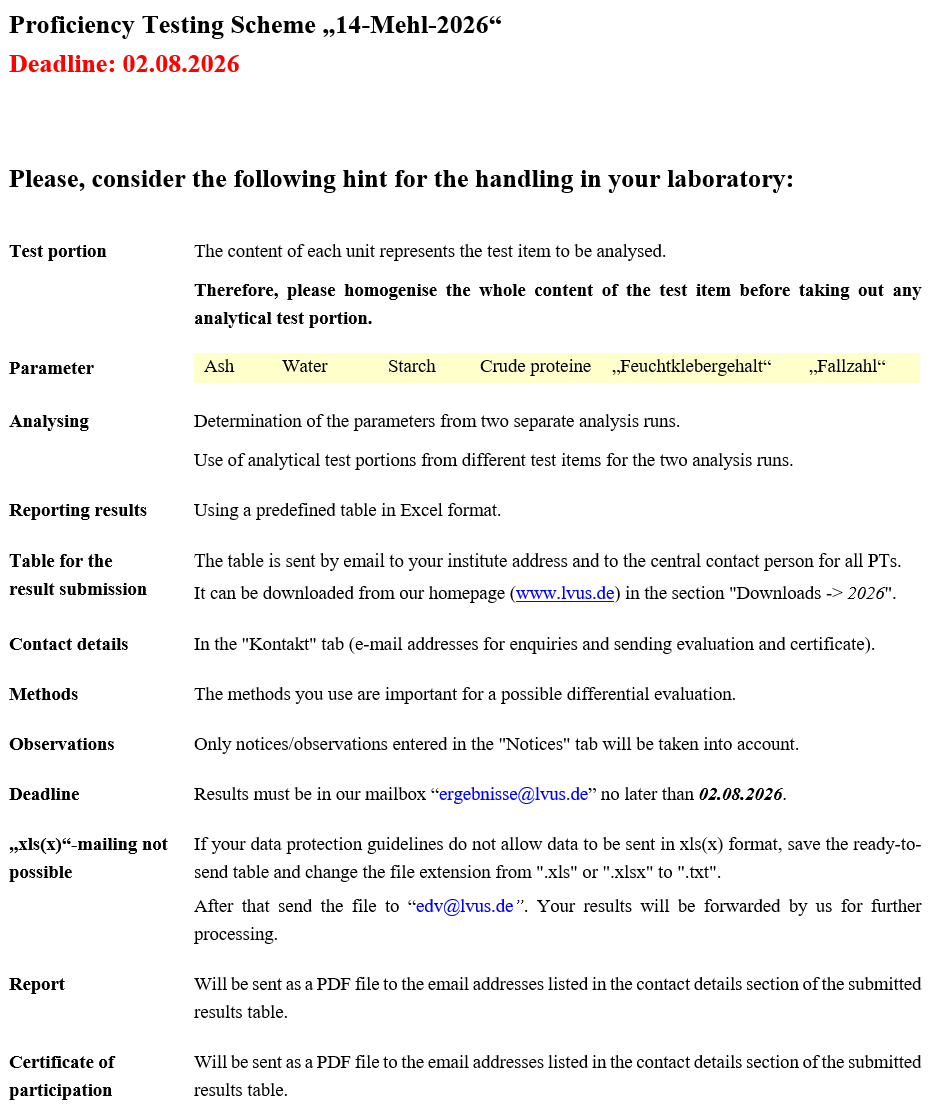 Proficiency Testing Scheme „14-Mehl-2026“
Deadline: 02.08.2026
Please, consider the following hint for the handling in your laboratory:
Test portion The content of each unit represents the test item to be analysed.
Therefore, please homogenise the whole content of the test item before taking out any
analytical test portion.
Parameter Ash Water Starch Crude proteine „Feuchtklebergehalt“ „Fallzahl“
Analysing Determination of the parameters from two separate analysis runs.
Use of analytical test portions from different test items for the two analysis runs.
Reporting results Using a predefined table in Excel format.
Table for the The table is sent by email to your institute address and to the central contact person for all PTs.
result submission It can be downloaded from our homepage (www.lvus.de) in the section "Downloads -> 2026".
Contact details In the "Kontakt" tab (e-mail addresses for enquiries and sending evaluation and certificate).
Methods The methods you use are important for a possible differential evaluation.
Observations Only notices/observations entered in the "Notices" tab will be taken into account.
Deadline Results must be in our mailbox “ergebnisse@lvus.de” no later than 02.08.2026.
„xls(x)“-mailing not If your data protection guidelines do not allow data to be sent in xls(x) format, save the ready-to-
possible send table and change the file extension from ".xls" or ".xlsx" to ".txt".
After that send the file to “edv@lvus.de”. Your results will be forwarded by us for further
processing.
Report Will be sent as a PDF file to the email addresses listed in the contact details section of the submitted
results table.
Certificate of Will be sent as a PDF file to the email addresses listed in the contact details section of the submitted
participation results table.